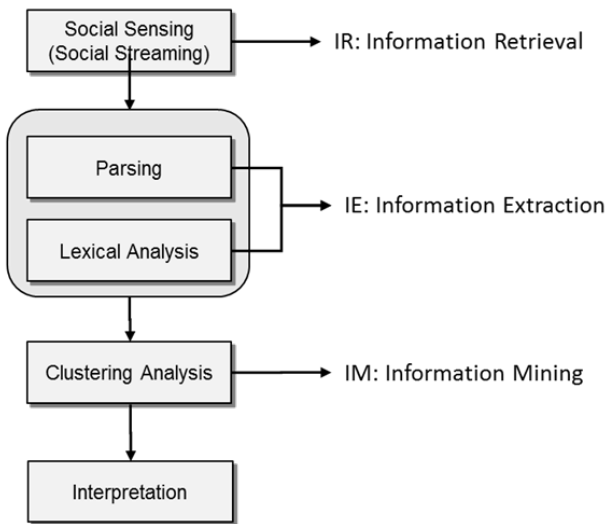 Social Sensing
(Social Streaming)
IR: Information Retrieval
Parsing
IE: Information Extraction
Lexical Analysis
Clustering Analysis
IM: Information Mining
Interpretation